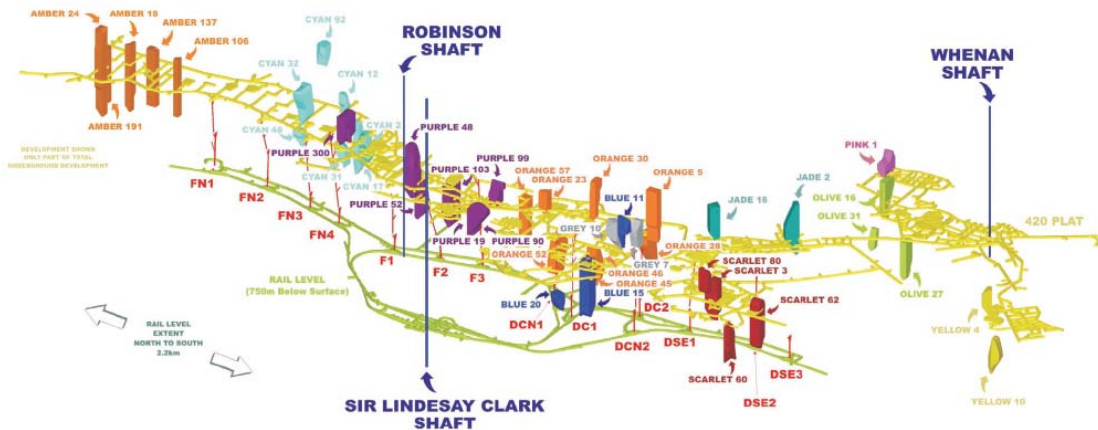 AMBER 24
AMBER 18
AMBER 137
AMBER 106
AMBER 191
CYAN 92
CYAN 32
CYAN 12
CYAN 2
CYAN 48
CYAN 31
CYAN 17
ROBINSON
SHAFT
WHENAN
SHAFT
DEVELOPMENT SHOWN
ONLY PART OF TOTAL
UNDERGROUND DEVELOPMENT
PURPLE 300
PURPLE 48
PURPLE 52
PURPLE 99
PURPLE 103
PURPLE 19
PURPLE 90
ORANGE 57
ORANGE 23
ORANGE 30
ORANGE 5
BLUE 11
GREY 10
GREY 7
ORANGE 28
ORANGE 52
ORANGE 46
ORANGE 45
BLUE 20
BLUE 15
JADE 18
JADE 2
PINK 1
OLIVE 16
OLIVE 31
OLIVE 27
420 PLAT
SCARLET 80
SCARLET 3
SCARLET 62
SCARLET 60
YELLOW 4
YELLOW 10
FN1
FN2
FN3
FN4
F1
F2
F3
DCN1
DC1
DC2
DCN2
DSE1
DSE2
DSE3
RAIL LEVEL
(750m Below Surface)
RAIL LEVEL
EXTENT
NORTH TO SOUTH
2.2km
SIR LINDESAY CLARK
SHAFT